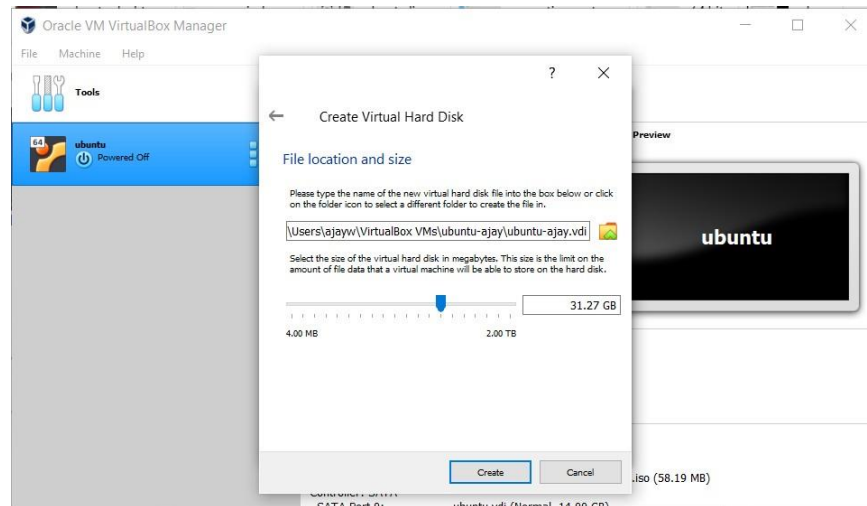 Oracle VM VirtualBox Manager
File Machine Help
Tools
64
ubuntu
Powered Off
?
Create Virtual Hard Disk
File location and size
Please type the name of the new virtual hard disk file into the box below or click
on the folder icon to select a different folder to create the file in.
\Users\ajayw\VirtualBox VMs\ubuntu-ajay\ubuntu-ajay.vdi
Select the size of the virtual hard disk in megabytes. This size is the limit on the
amount of file data that a virtual machine will be able to store on the hard disk.
31.27 GB
4.00 MB 2.00 TB
Create Cancel
Preview
ubuntu
.iso (58.19 MB)
Controller: SATA
SATA Port 0: ubuntu.vdi (Normal, 14.89 GB)